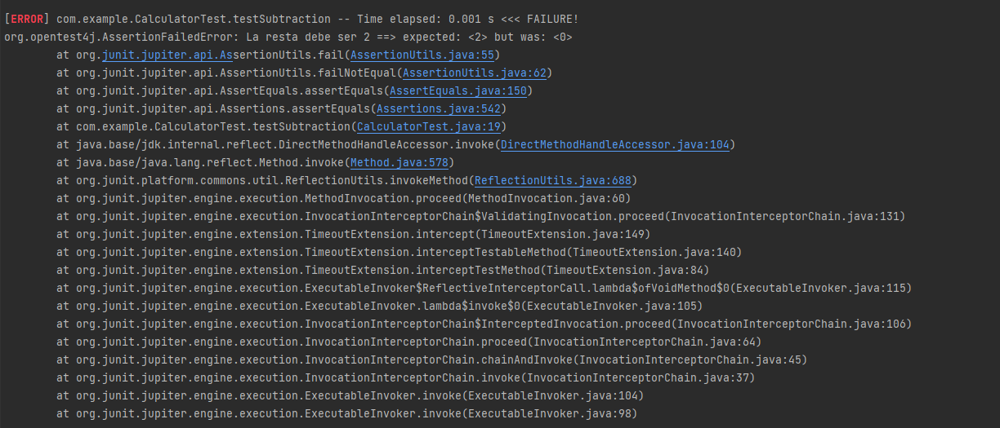 [ERROR] com.example.CalculatorTest.testSubtraction -- Time elapsed: 0.001 s <<< FAILURE!
org.opentest4j.AssertionFailedError: La resta debe ser 2 ==> expected: <2> but was: <0>
at org.junit.jupiter.api.AssertionUtils.fail(AssertionUtils.java:55)
at org.junit.jupiter.api.AssertionUtils.failNotEqual(AssertionUtils.java:62)
at org.junit.jupiter.api.AssertEquals.assertEquals(AssertEquals.java:150)
at org.junit.jupiter.api.Assertions.assertEquals(Assertions.java:542)
at com.example.CalculatorTest.testSubtraction(CalculatorTest.java:19)
at java.base/jdk.internal.reflect.DirectMethodHandleAccessor.invoke(DirectMethodHandleAccessor.java:104)
at java.base/java.lang.reflect.Method.invoke(Method.java:578)
at org.junit.platform.commons.util.ReflectionUtils.invokeMethod(ReflectionUtils.java:688)
at org.junit.jupiter.engine.execution.MethodInvocation.proceed(MethodInvocation.java:60)
at org.junit.jupiter.engine.execution.InvocationInterceptorChain$ValidatingInvocation.proceed(InvocationInterceptorChain.java:131)
at org.junit.jupiter.engine.extension.TimeoutExtension.intercept(TimeoutExtension.java:149)
at org.junit.jupiter.engine.extension.TimeoutExtension.interceptTestableMethod(TimeoutExtension.java:140)
at org.junit.jupiter.engine.extension.TimeoutExtension.interceptTestMethod(TimeoutExtension.java:84)
at org.junit.jupiter.engine.execution.ExecutableInvoker$ReflectiveInterceptorCall.lambda$ofVoidMethod$0(ExecutableInvoker.java:115)
at org.junit.jupiter.engine.execution.ExecutableInvoker.lambda$invoke$0(ExecutableInvoker.java:105)
at org.junit.jupiter.engine.execution.InvocationInterceptorChain$InterceptedInvocation.proceed(InvocationInterceptorChain.java:106)
at org.junit.jupiter.engine.execution.InvocationInterceptorChain.proceed(InvocationInterceptorChain.java:64)
at org.junit.jupiter.engine.execution.InvocationInterceptorChain.chainAndInvoke(InvocationInterceptorChain.java:45)
at org.junit.jupiter.engine.execution.InvocationInterceptorChain.invoke(InvocationInterceptorChain.java:37)
at org.junit.jupiter.engine.execution.ExecutableInvoker.invoke(ExecutableInvoker.java:104)
at org.junit.jupiter.engine.execution.ExecutableInvoker.invoke(ExecutableInvoker.java:98)